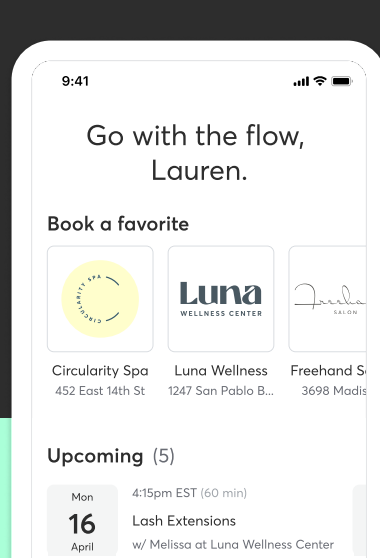 9:41
Go with the flow,
Lauren.
Book a favorite
CIRCULARITY SPA
CIRCULARITY SPA
Luna
WELLNESS CENTER
SALON
Circularity Spa
Luna Wellness
Freehand S
452 East 14th St
1247 San Pablo B...
3698 Madis
Upcoming (5)
Mon
16
April
4:15pm EST (60 min)
Lash Extensions
w/ Melissa at Luna Wellness Center